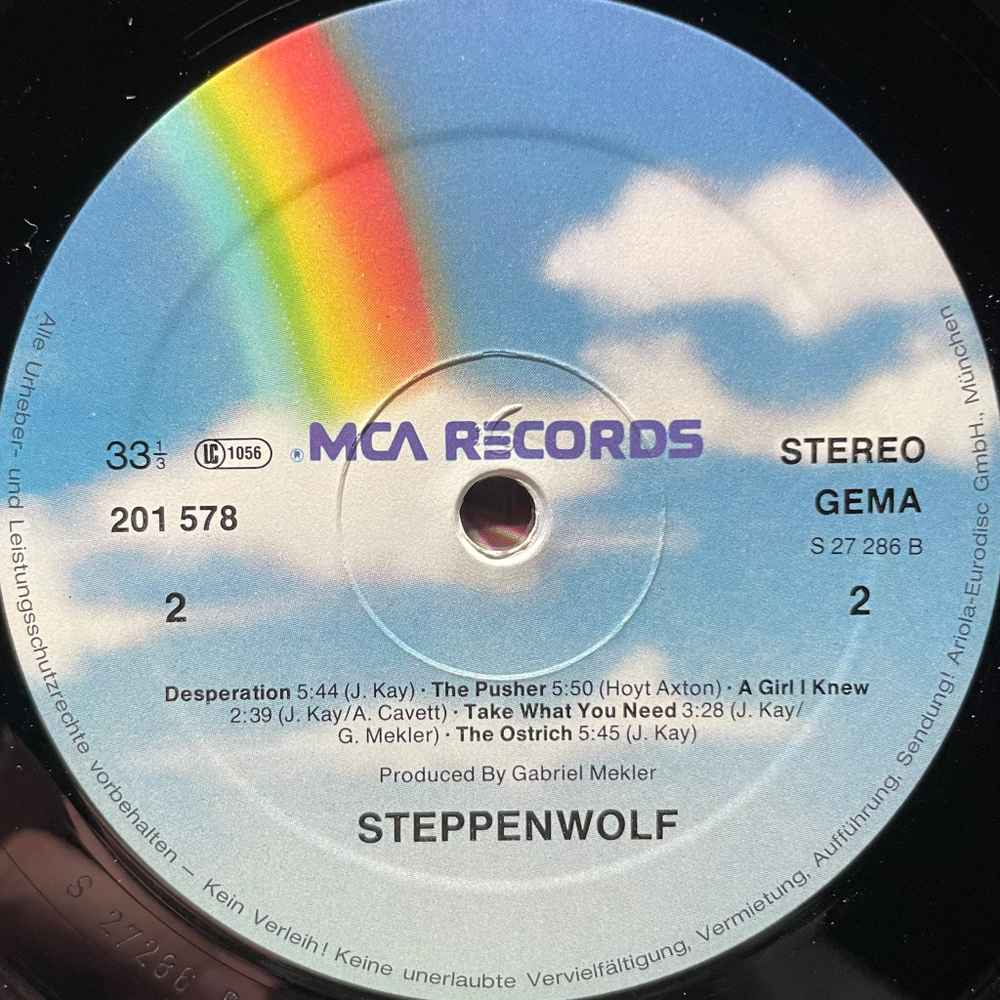 33⅓ LC 1056 ®MCA RECORDS STEREO
201 578 GEMA
S 27 286 B
2 2
Desperation 5:44 (J. Kay) · The Pusher 5:50 (Hoyt Axton) · A Girl I Knew
2:39 (J. Kay/A. Cavett) · Take What You Need 3:28 (J. Kay/
G. Mekler) · The Ostrich 5:45 (J. Kay)
Produced By Gabriel Mekler
STEPPENWOLF
Alle Urheber- und Leistungsschutzrechte vorbehalten – Kein Verleih! Keine unerlaubte Vervielfältigung, Vermietung, Aufführung, Sendung! Ariola-Eurodisc GmbH., München
S 27286